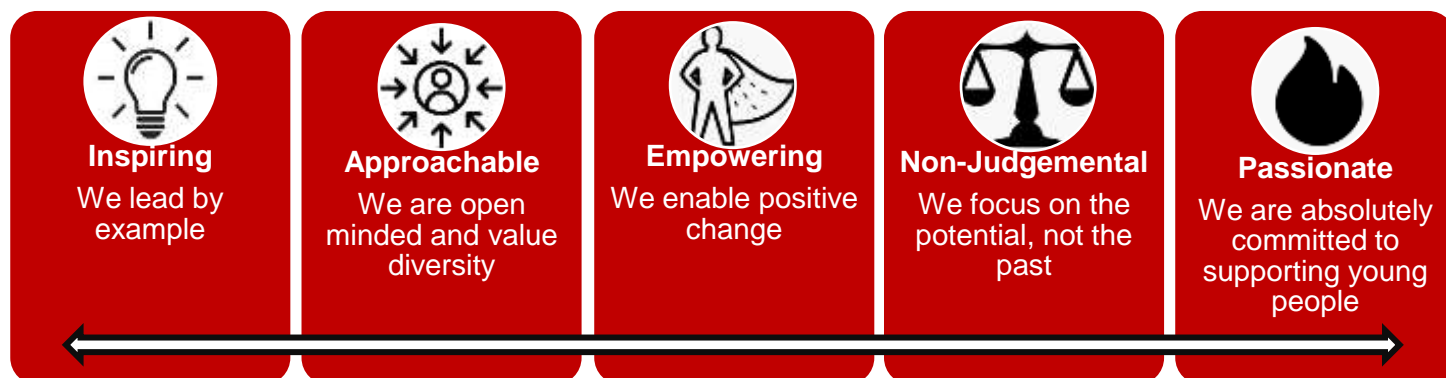 Inspiring
We lead by
example
Approachable
We are open
minded and value
diversity
Empowering
We enable positive
change
Non-Judgemental
We focus on the
potential, not the
past
Passionate
We are absolutely
committed to
supporting young
people